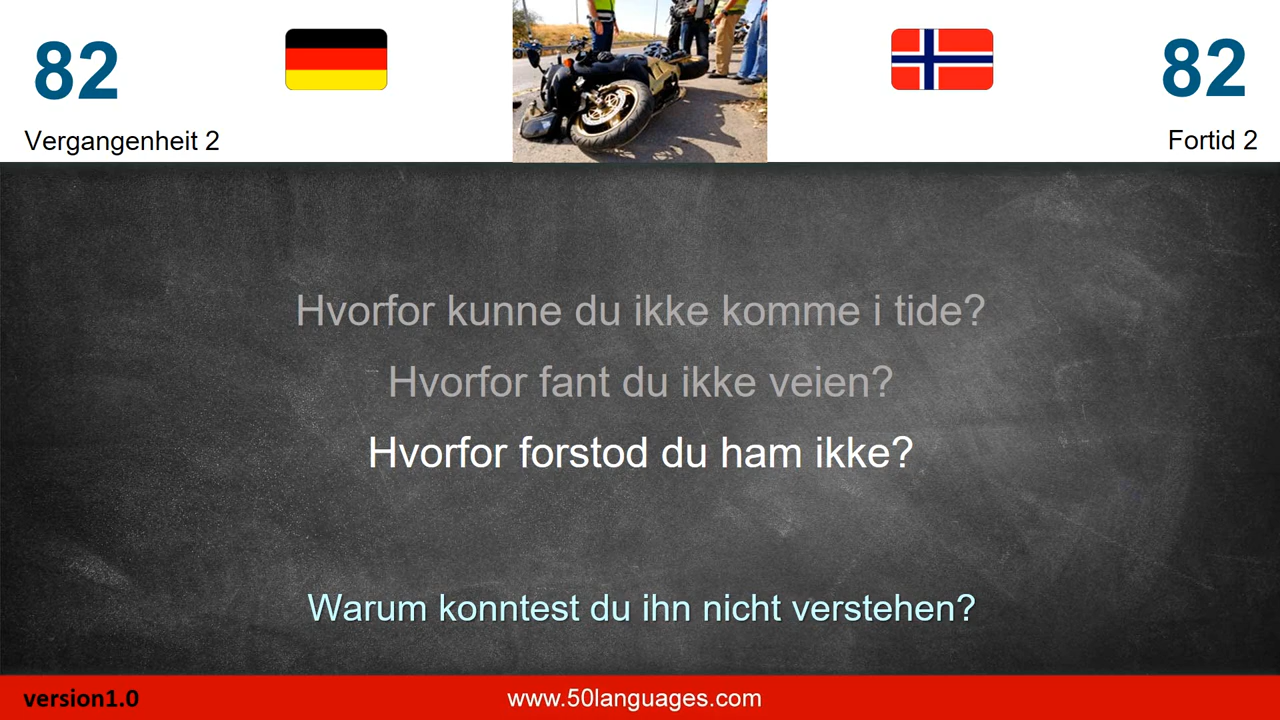 82
82
Vergangenheit 2
Fortid 2
Hvorfor kunne du ikke komme i tide?
Hvorfor fant du ikke veien?
Hvorfor forstod du ham ikke?
Warum konntest du ihn nicht verstehen?
version1.0
www.50languages.com